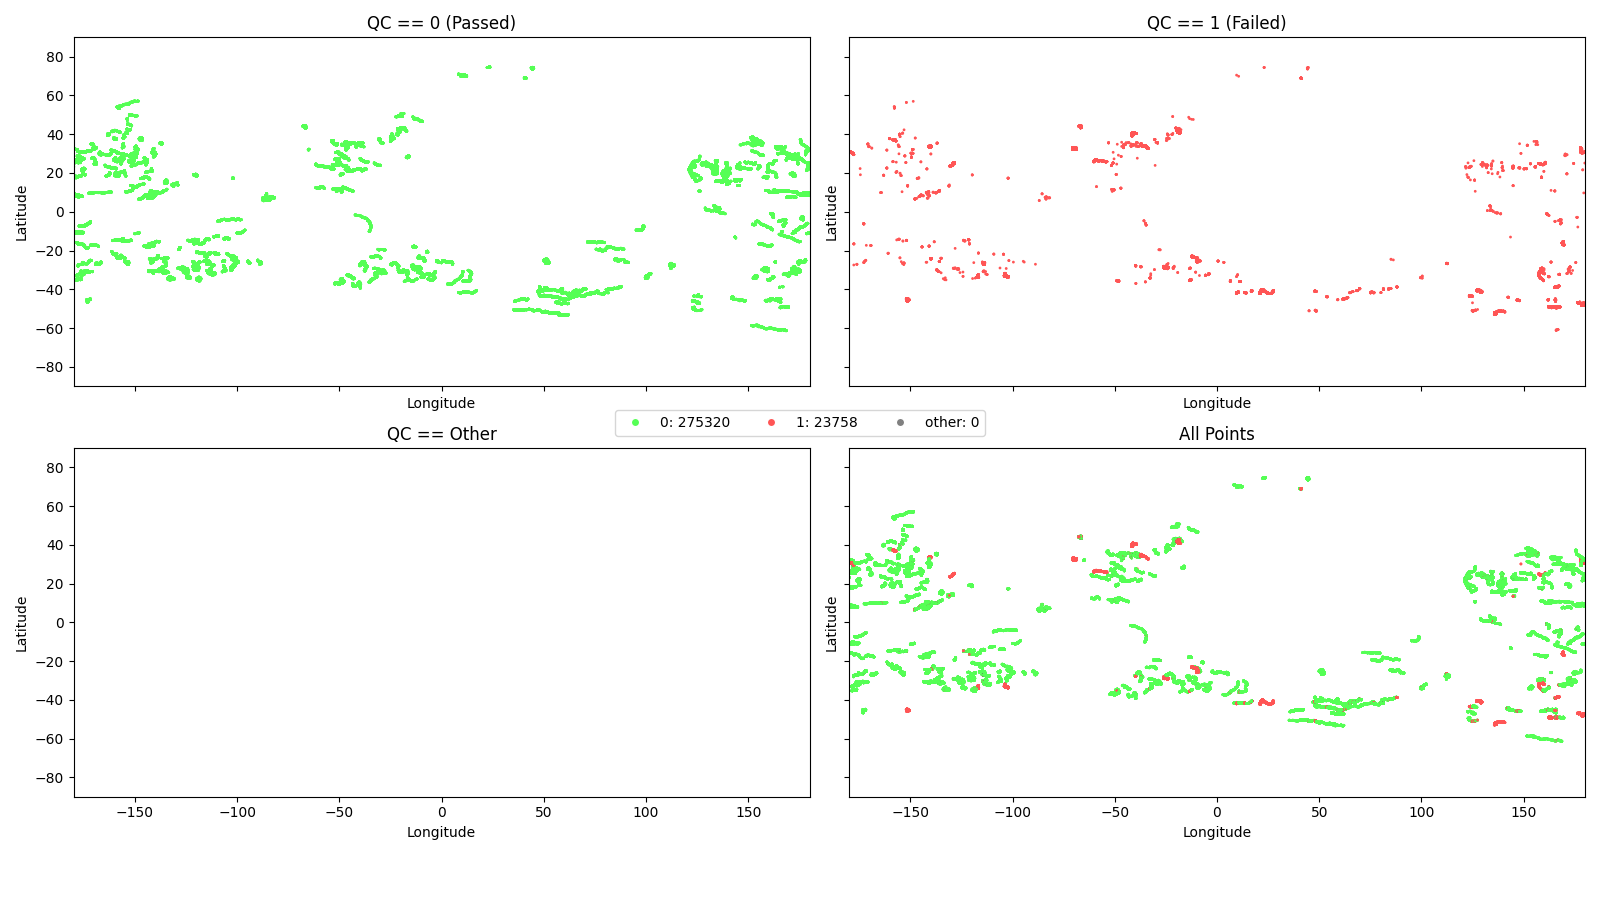 QC == 0 (Passed)
QC == 1 (Failed)
80
60
40
20
0
−20
−40
−60
−80
Latitude
Latitude
Longitude
Longitude
0: 275320
1: 23758
other: 0
QC == Other
All Points
80
60
40
20
0
−20
−40
−60
−80
Latitude
Latitude
−150
−100
−50
0
50
100
150
−150
−100
−50
0
50
100
150
Longitude
Longitude